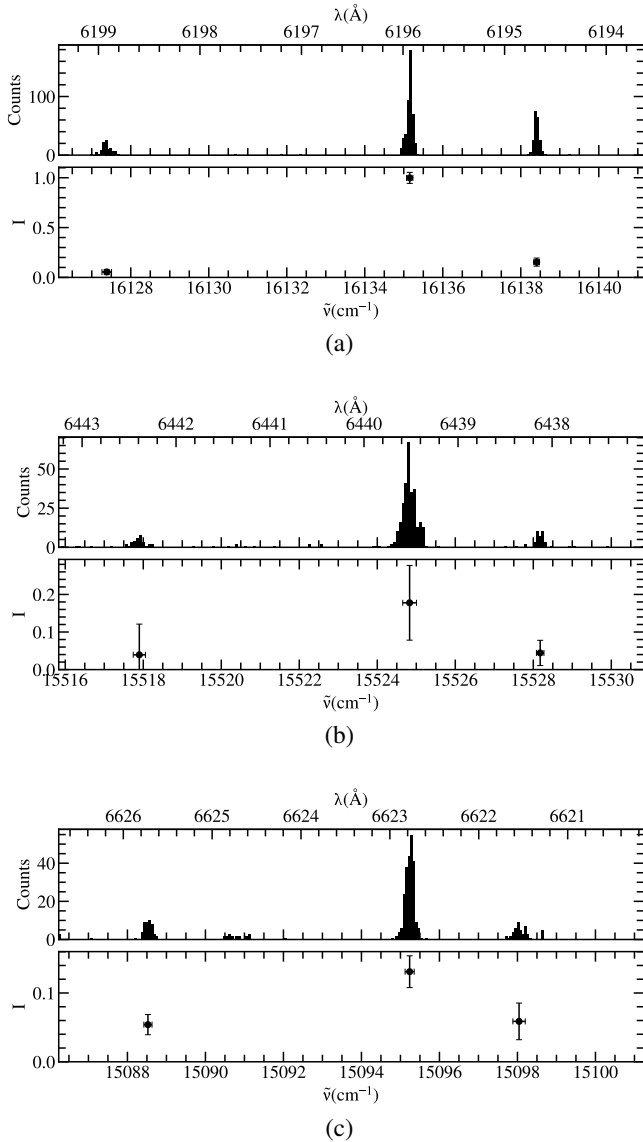 λ(Å)
6199 6198 6197 6196 6195 6194
Counts
100
0
I
1.0
0.5
0.0
16128 16130 16132 16134 16136 16138 16140
ṽ(cm⁻¹)
(a)
λ(Å)
6443 6442 6441 6440 6439 6438
Counts
50
25
0
I
0.2
0.1
0.0
15516 15518 15520 15522 15524 15526 15528 15530
ṽ(cm⁻¹)
(b)
λ(Å)
6626 6625 6624 6623 6622 6621
Counts
40
20
0
I
0.1
0.0
15088 15090 15092 15094 15096 15098 15100
ṽ(cm⁻¹)
(c)